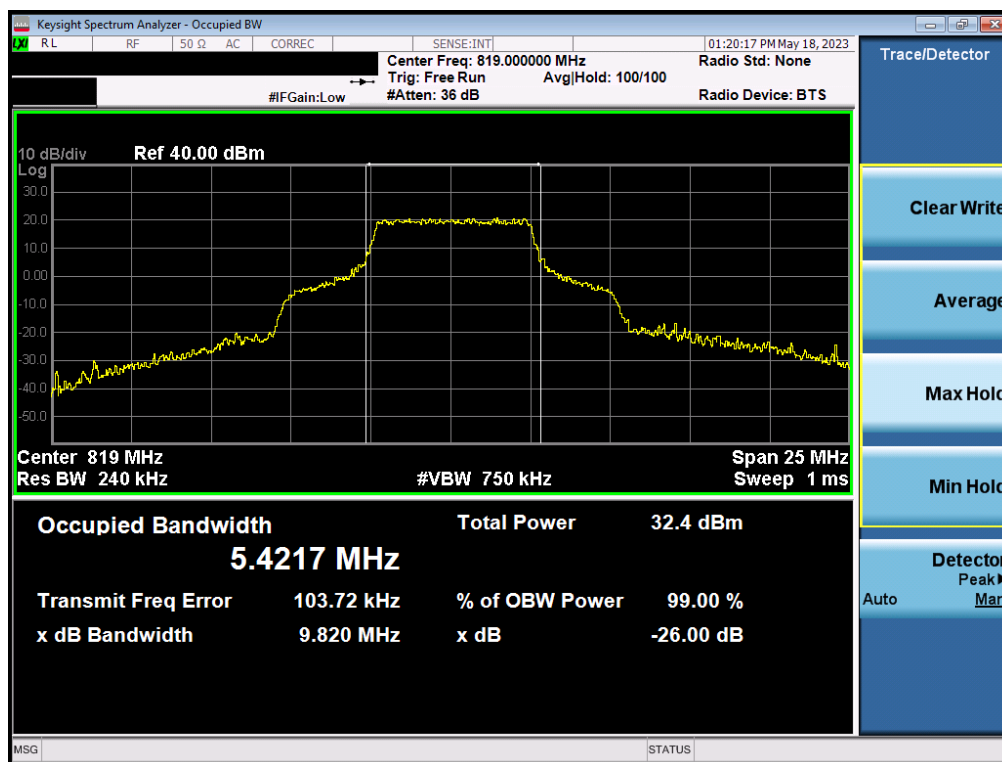 Keysight Spectrum Analyzer - Occupied BW
LXI RL RF 50 Ω AC CORREC SENSE:INT 01:20:17 PM May 18, 2023
Center Freq: 819.000000 MHz Radio Std: None
Trig: Free Run Avg|Hold: 100/100
#IFGain:Low #Atten: 36 dB Radio Device: BTS
10 dB/div Ref 40.00 dBm
Log
30.0
20.0
10.0
0.00
-10.0
-20.0
-30.0
-40.0
-50.0
Center 819 MHz Span 25 MHz
Res BW 240 kHz #VBW 750 kHz Sweep 1 ms
Occupied Bandwidth Total Power 32.4 dBm
5.4217 MHz
Transmit Freq Error 103.72 kHz % of OBW Power 99.00 %
x dB Bandwidth 9.820 MHz x dB -26.00 dB
MSG STATUS
Trace/Detector
Clear Write
Average
Max Hold
Min Hold
Detector
Peak
Auto Man